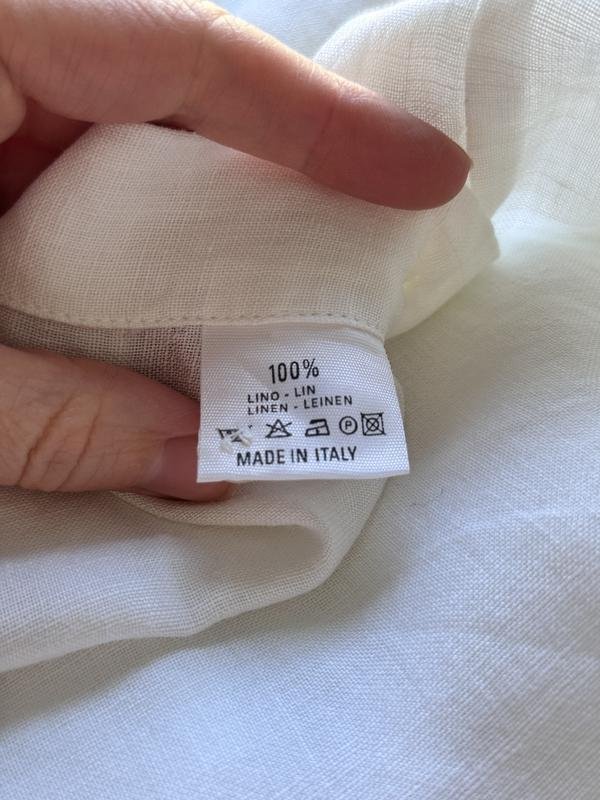 100%
LINO - LIN
LINEN - LEINEN
P
MADE IN ITALY